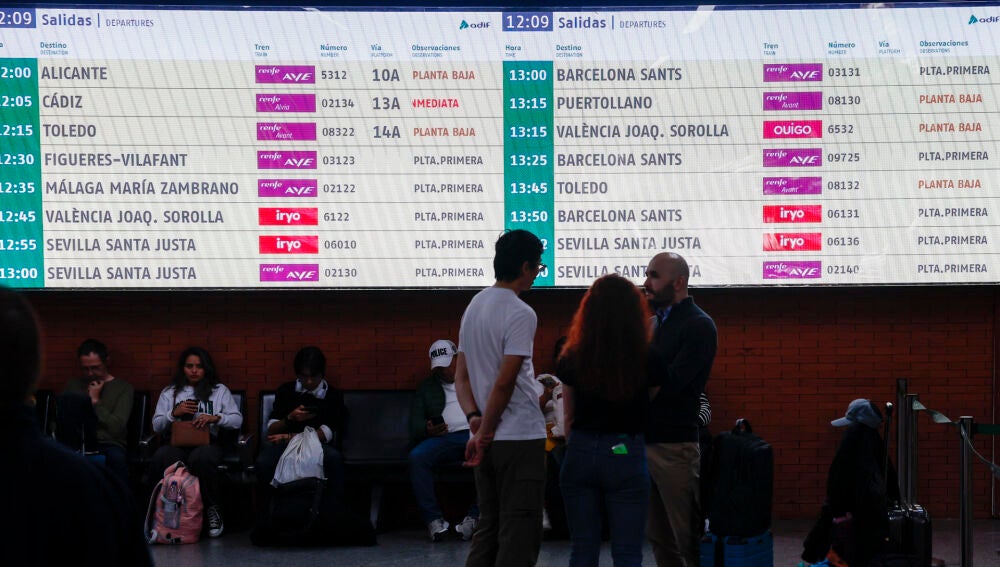 12:09 Salidas | DEPARTURES adif
Destino Tren Número Vía Observaciones
DESTINATION TRAIN NUMBER PLATFORM OBSERVATIONS
12:00 ALICANTE renfe AVE 5312 10A PLANTA BAJA
12:05 CÁDIZ renfe Alvia 02134 13A INMEDIATA
12:15 TOLEDO renfe Avant 08322 14A PLANTA BAJA
12:30 FIGUERES-VILAFANT renfe AVE 03123 PLTA.PRIMERA
12:35 MÁLAGA MARÍA ZAMBRANO renfe AVE 02122 PLTA.PRIMERA
12:45 VALÈNCIA JOAQ. SOROLLA iryo 6122 PLTA.PRIMERA
12:55 SEVILLA SANTA JUSTA iryo 06010 PLTA.PRIMERA
13:00 SEVILLA SANTA JUSTA renfe AVE 02130 PLTA.PRIMERA
12:09 Salidas | DEPARTURES adif
Hora Destino Tren Número Vía Observaciones
TIME DESTINATION TRAIN NUMBER PLATFORM OBSERVATIONS
13:00 BARCELONA SANTS renfe AVE 03131 PLTA.PRIMERA
13:15 PUERTOLLANO renfe Avant 08130 PLANTA BAJA
13:15 VALÈNCIA JOAQ. SOROLLA OUIGO 6532 PLANTA BAJA
13:25 BARCELONA SANTS renfe AVE 09725 PLTA.PRIMERA
13:45 TOLEDO renfe Avant 08132 PLANTA BAJA
13:50 BARCELONA SANTS iryo 06131 PLTA.PRIMERA
SEVILLA SANTA JUSTA iryo 06136 PLTA.PRIMERA
SEVILLA SANTA JUSTA renfe AVE 02140 PLTA.PRIMERA
POLICE